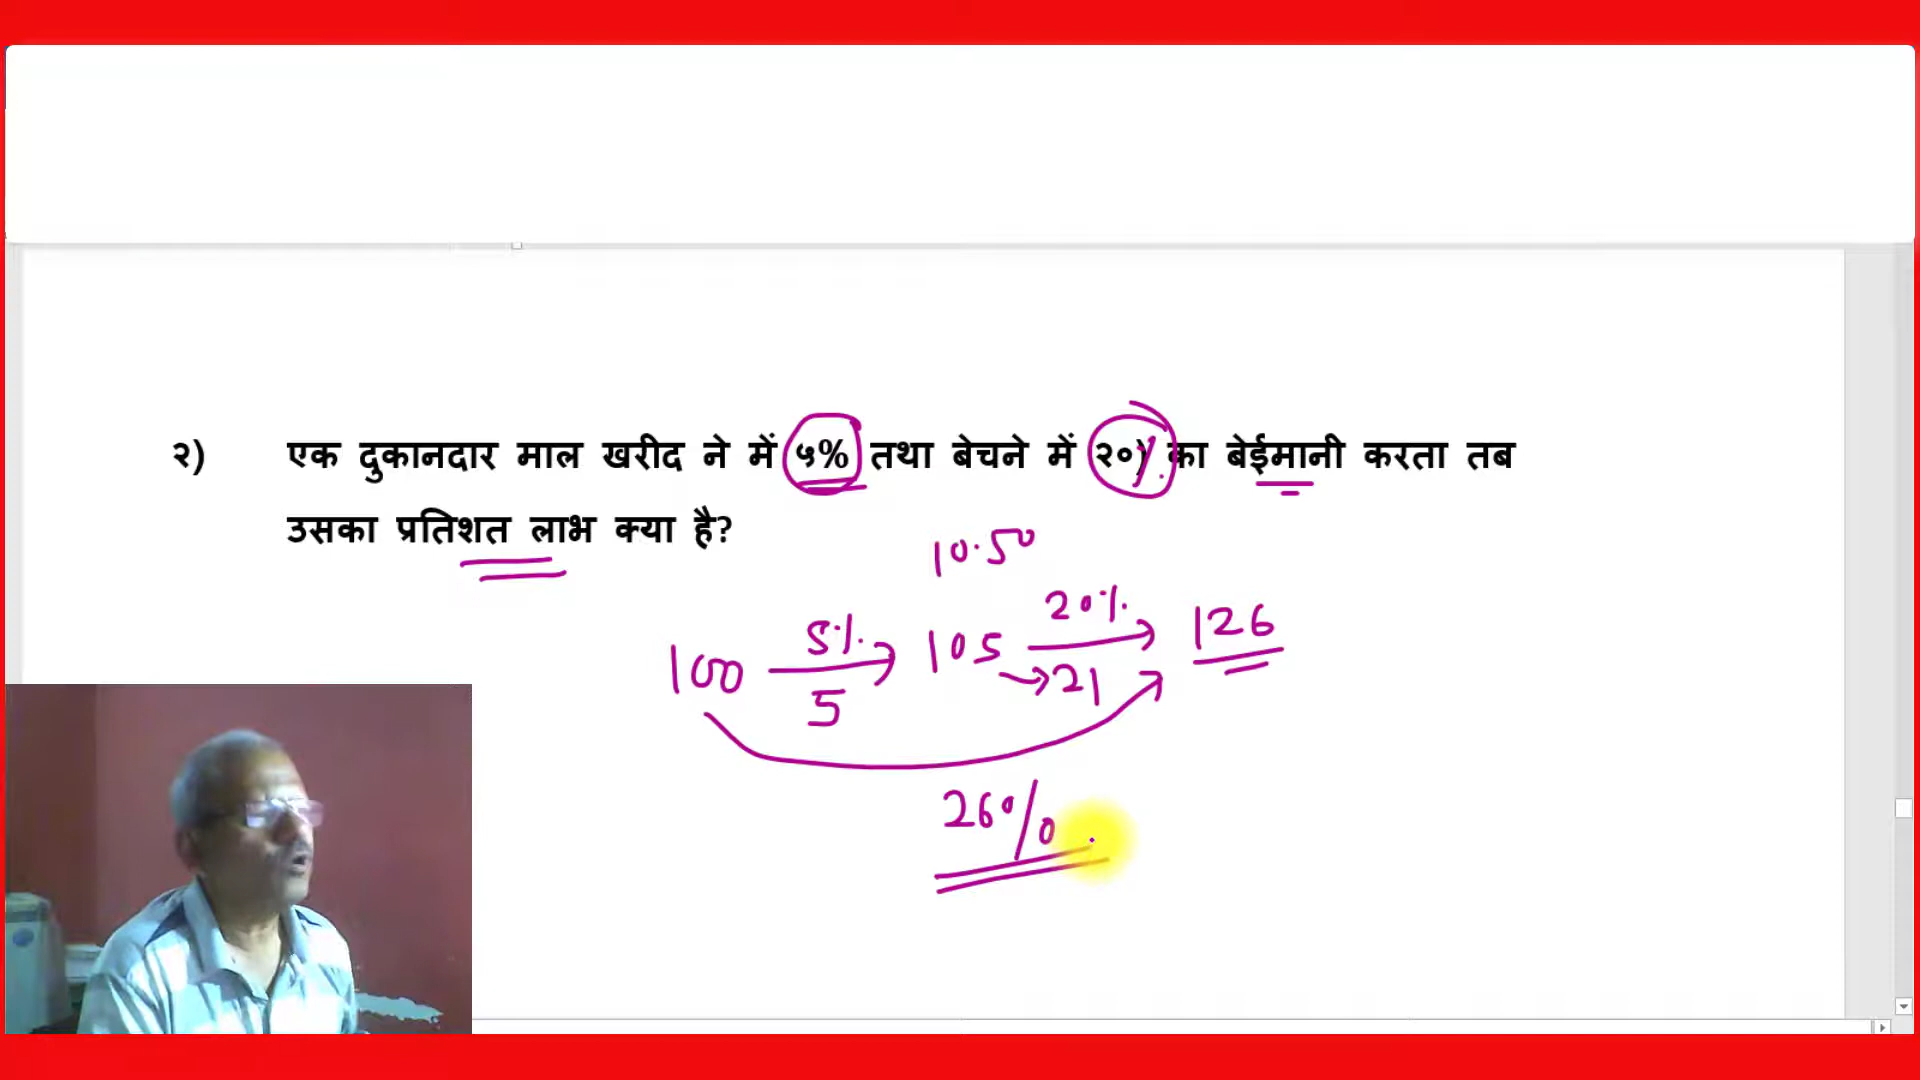 २) एक दुकानदार माल खरीद ने में ५% तथा बेचने में २०% का बेईमानी करता तब
उसका प्रतिशत लाभ क्या है?
10.50
100 5% 5 105 20% 21 126
26%